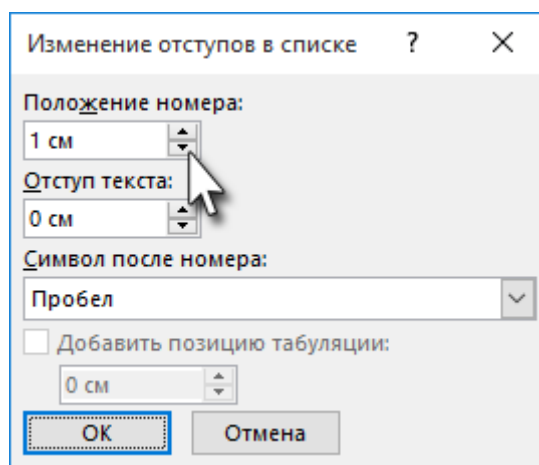 Изменение отступов в списке ?
Положение номера:
1 см
Отступ текста:
0 см
Символ после номера:
Пробел
Добавить позицию табуляции:
0 см
ОК Отмена